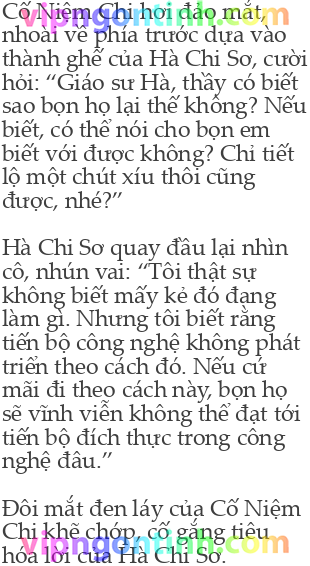 Cố Niệm Chi hơi đảo mắt,
vipngontinh.com
nhoài về phía trước dựa vào
thành ghế của Hà Chi Sơ, cười
hỏi: “Giáo sư Hà, thầy có biết
sao bọn họ lại thế không? Nếu
biết, có thể nói cho bọn em
biết với được không? Chỉ tiết
lộ một chút xíu thôi cũng
được, nhé?”

Hà Chi Sơ quay đầu lại nhìn
cô, nhún vai: “Tôi thật sự
không biết mấy kẻ đó đang
làm gì. Nhưng tôi biết rằng
tiến bộ công nghệ không phát
triển theo cách đó. Nếu cứ
mãi đi theo cách này, bọn họ
sẽ vĩnh viễn không thể đạt tới
tiến bộ đích thực trong công
nghệ đâu.”

Đôi mắt đen láy của Cố Niệm
Chi khẽ chớp, cố gắng tiêu
vipngontinh.com
hóa lời của Hà Chi Sơ.